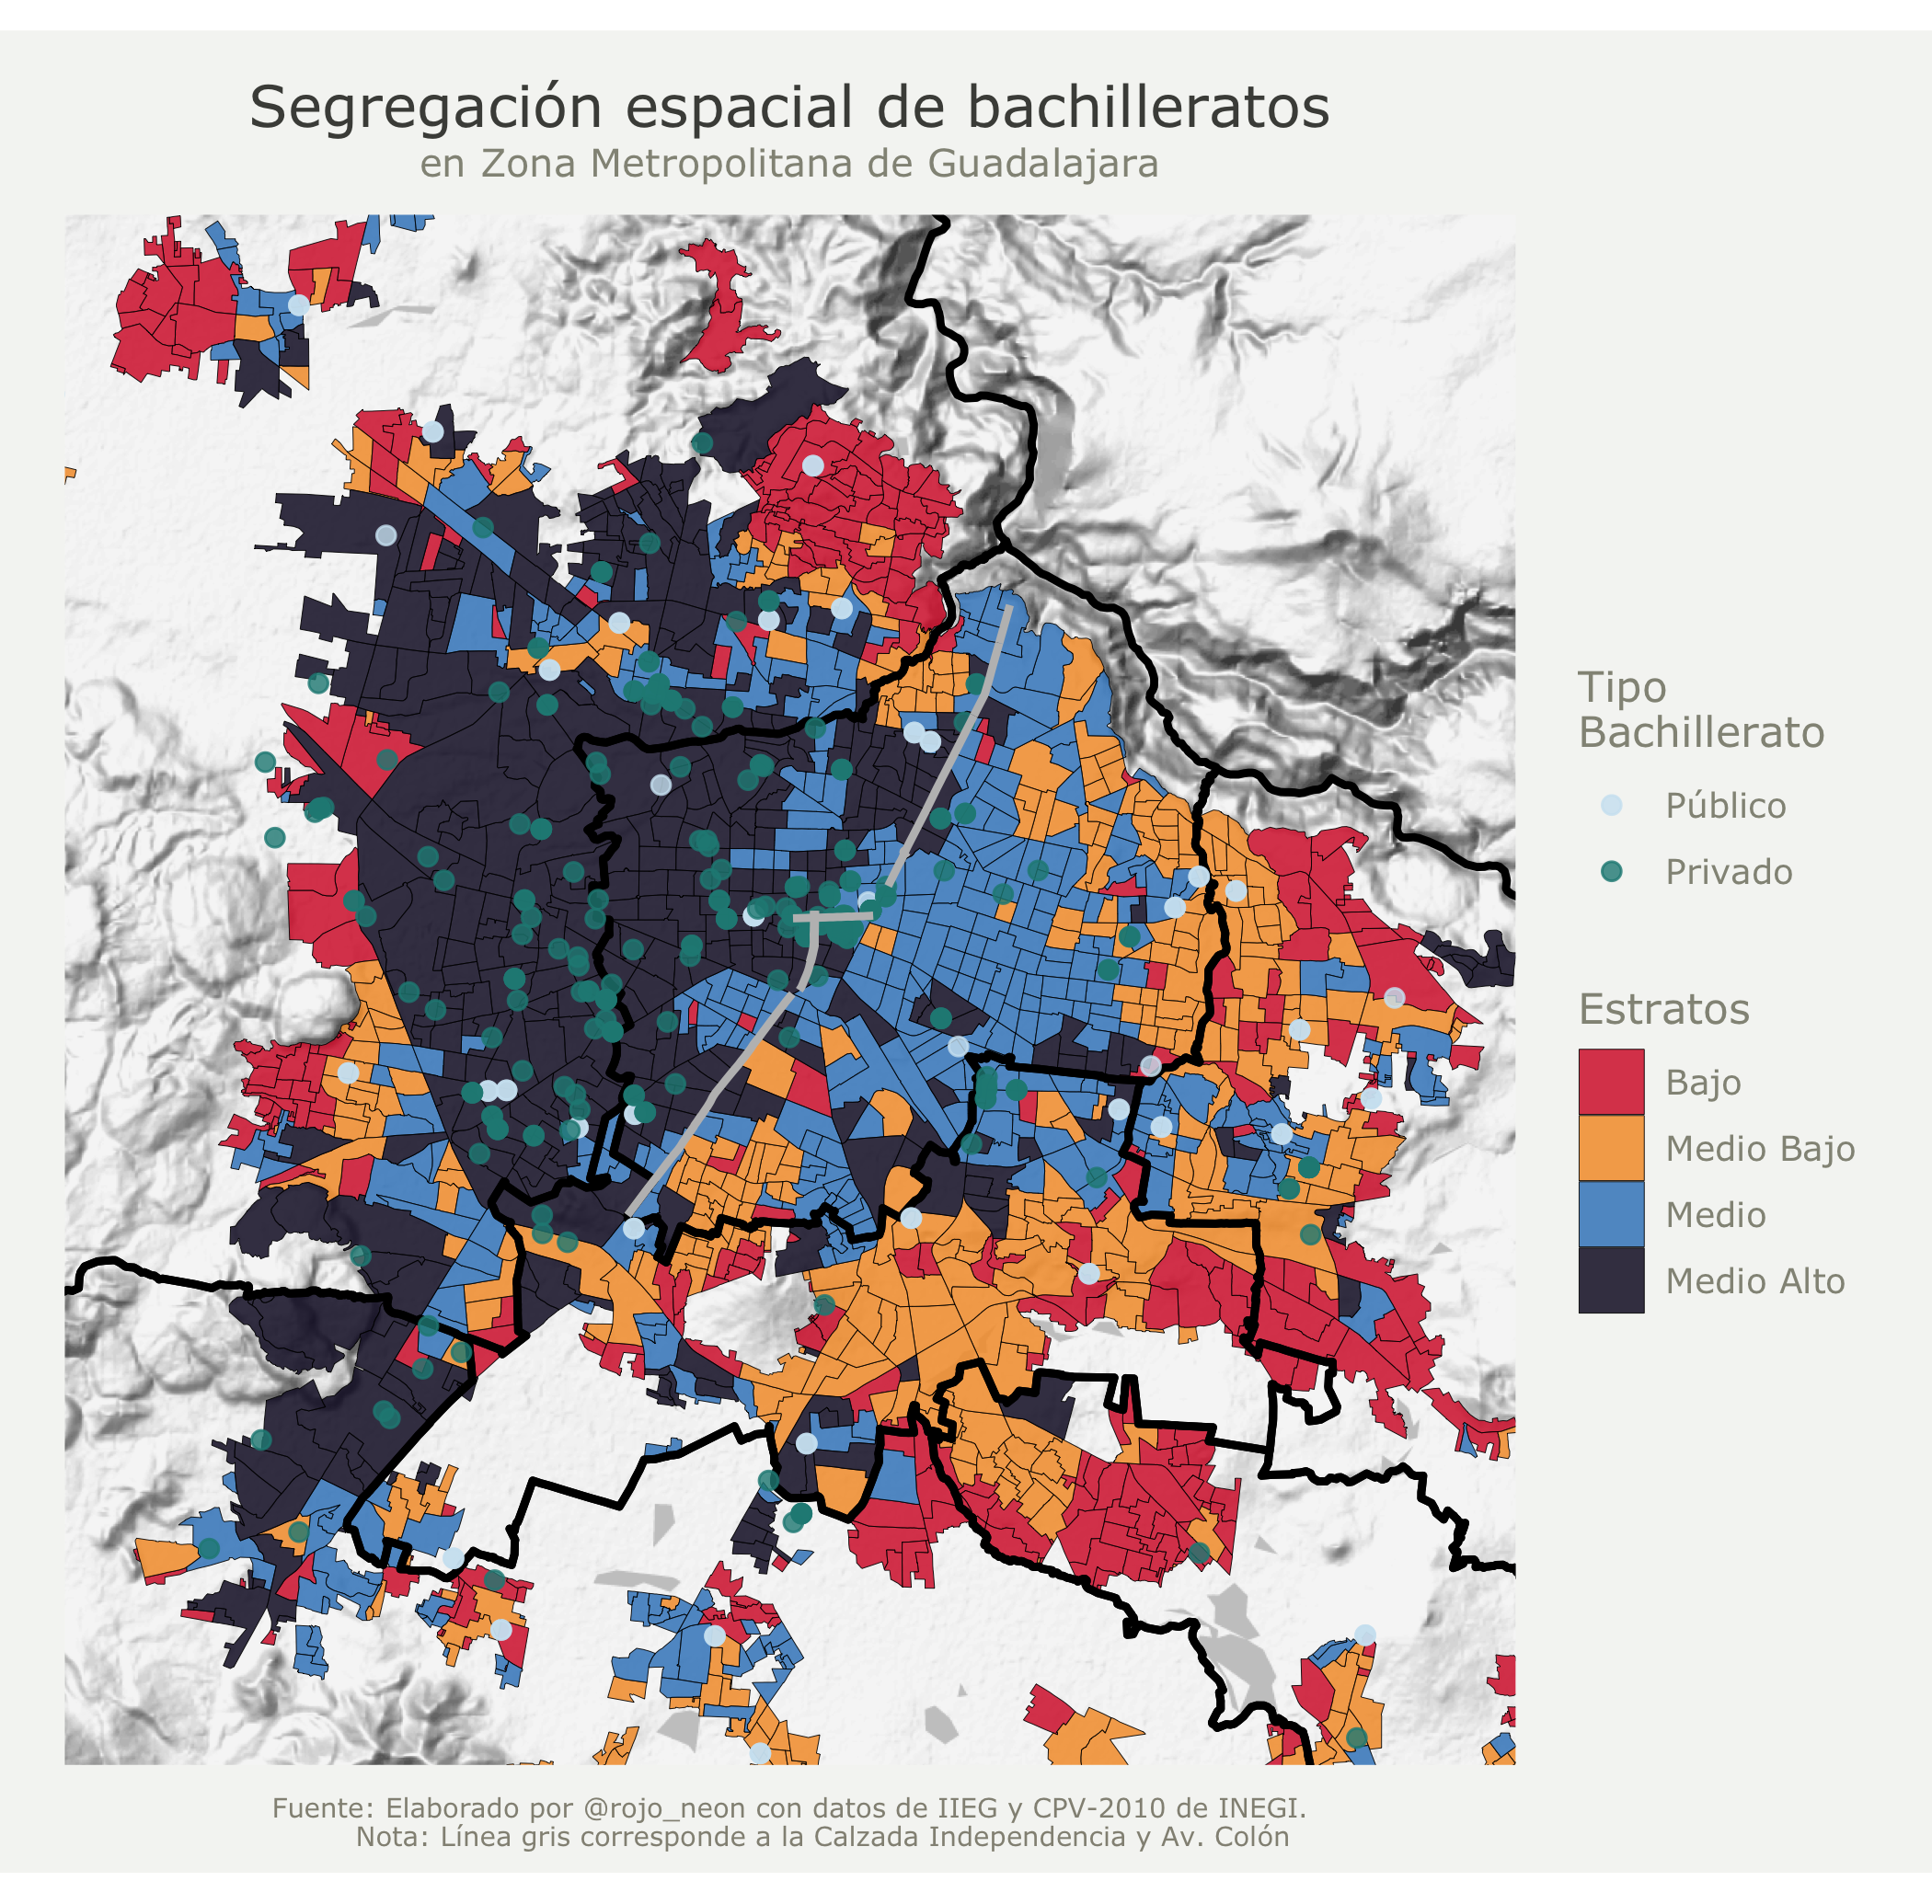 Segregación espacial de bachilleratos
en Zona Metropolitana de Guadalajara
Tipo
Bachillerato
Público
Privado
Estratos
Bajo
Medio Bajo
Medio
Medio Alto
Fuente: Elaborado por @rojo_neon con datos de IIEG y CPV-2010 de INEGI.
Nota: Línea gris corresponde a la Calzada Independencia y Av. Colón